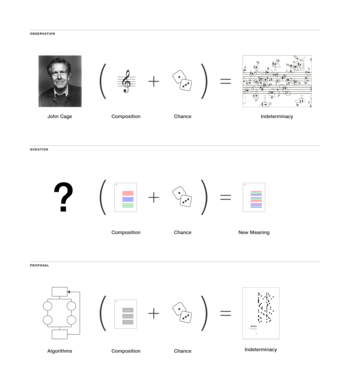 OBSERVATION
John Cage
Composition
Chance
Indeterminacy
QUESTION
?
Composition
Chance
New Meaning
PROPOSAL
Algorithms
Composition
Chance
Indeterminacy